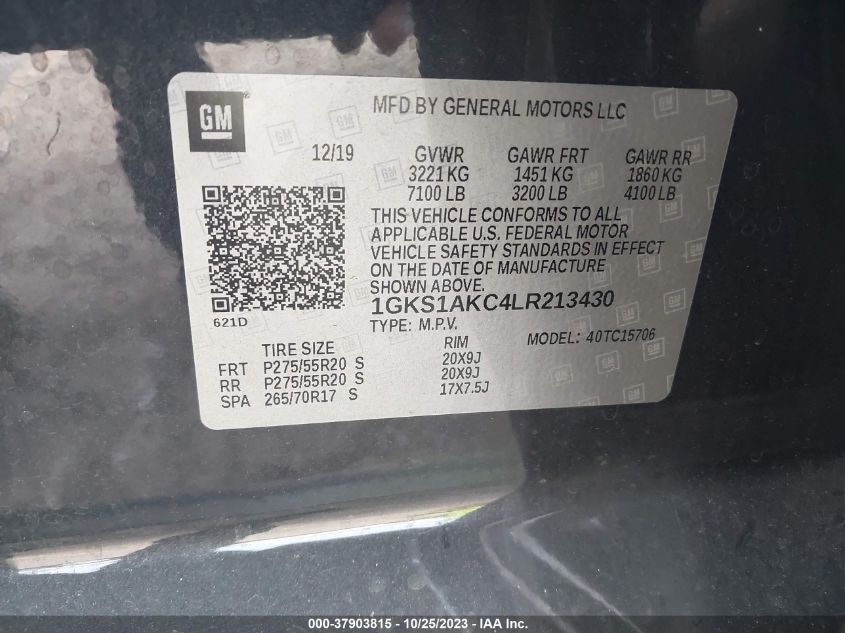 GM
MFD BY GENERAL MOTORS LLC
12/19 GVWR GAWR FRT GAWR RR
3221 KG 1451 KG 1860 KG
7100 LB 3200 LB 4100 LB
THIS VEHICLE CONFORMS TO ALL
APPLICABLE U.S. FEDERAL MOTOR
VEHICLE SAFETY STANDARDS IN EFFECT
ON THE DATE OF MANUFACTURE
SHOWN ABOVE.
621D 1GKS1AKC4LR213430
TYPE: M.P.V. MODEL: 40TC15706
TIRE SIZE RIM
FRT P275/55R20 S 20X9J
RR P275/55R20 S 20X9J
SPA 265/70R17 S 17X7.5J
000-37903815 - 10/25/2023 - IAA Inc.